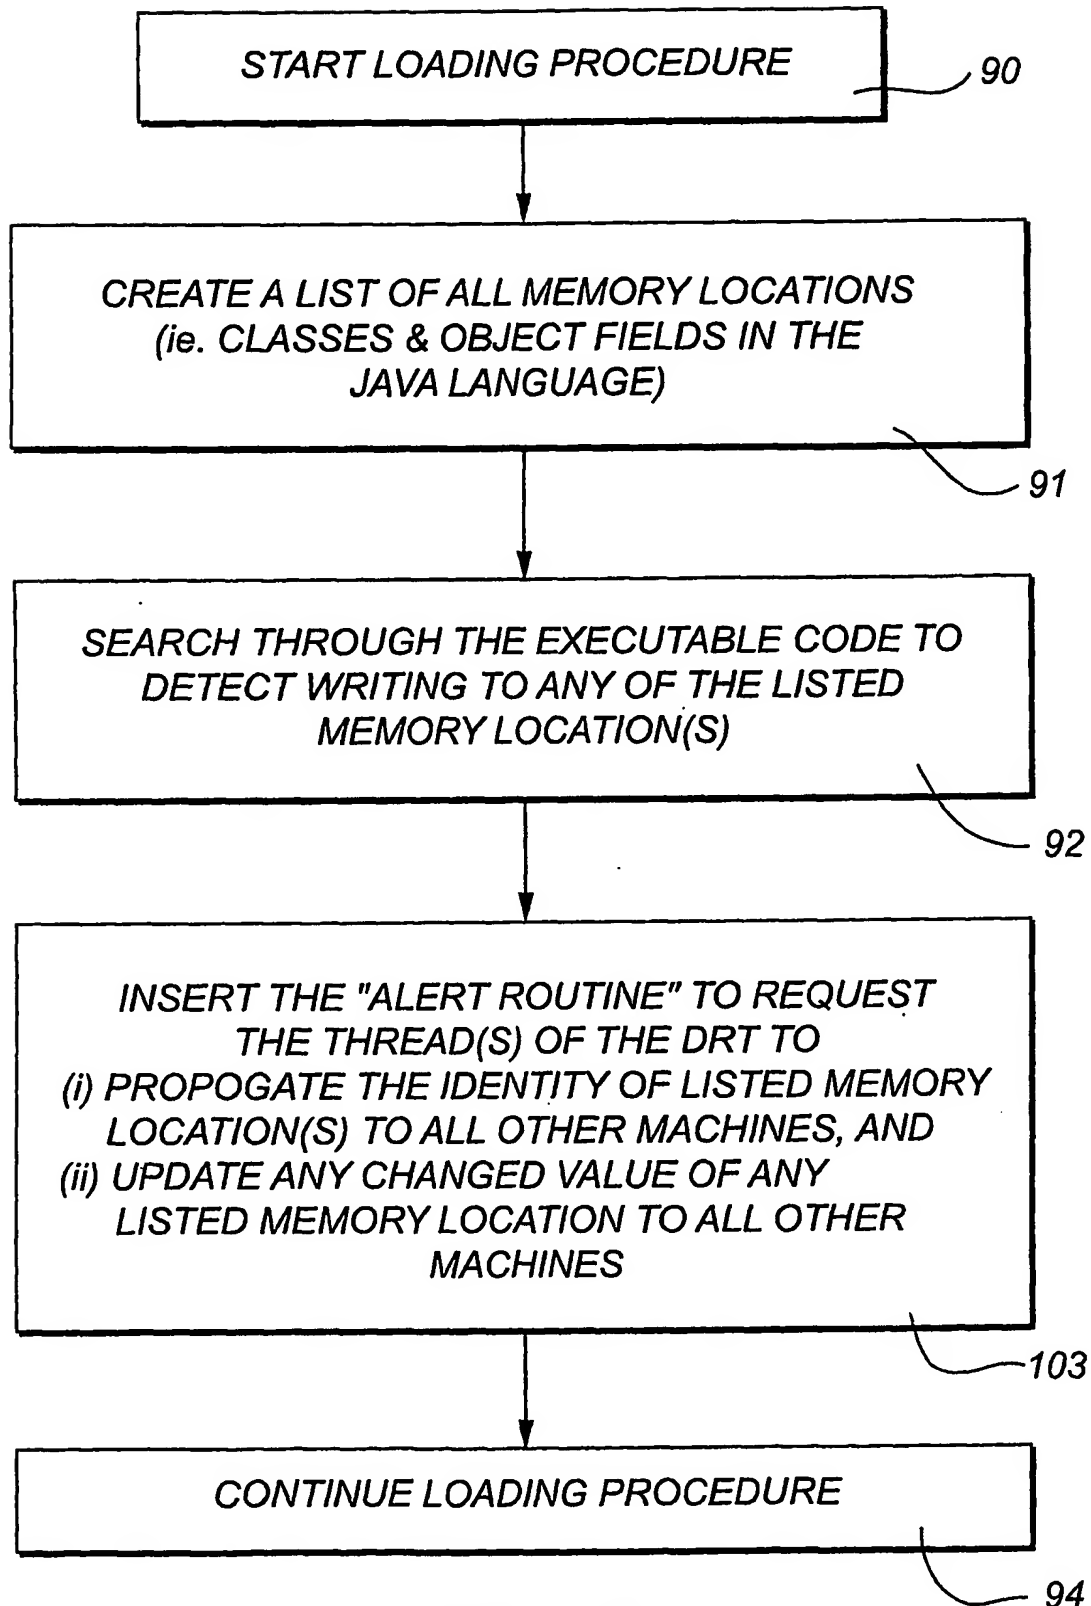 START LOADING PROCEDURE
90
CREATE A LIST OF ALL MEMORY LOCATIONS
(ie. CLASSES & OBJECT FIELDS IN THE
JAVA LANGUAGE)
91
SEARCH THROUGH THE EXECUTABLE CODE TO
DETECT WRITING TO ANY OF THE LISTED
MEMORY LOCATION(S)
92
INSERT THE "ALERT ROUTINE" TO REQUEST
THE THREAD(S) OF THE DRT TO
(i) PROPOGATE THE IDENTITY OF LISTED MEMORY
LOCATION(S) TO ALL OTHER MACHINES, AND
(ii) UPDATE ANY CHANGED VALUE OF ANY
LISTED MEMORY LOCATION TO ALL OTHER
MACHINES
103
CONTINUE LOADING PROCEDURE
94